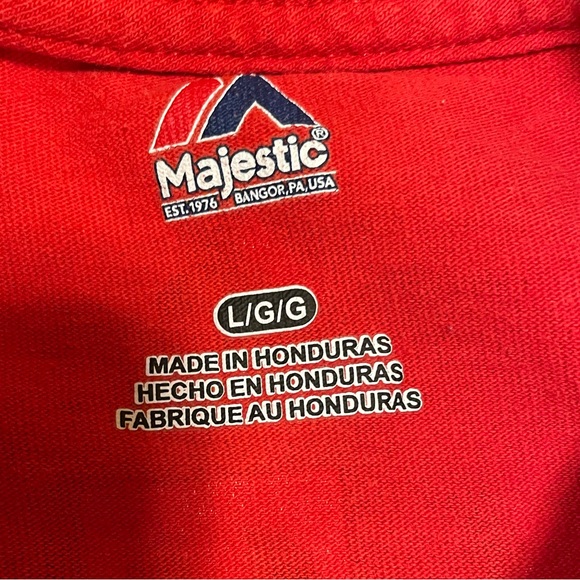 Majestic®
EST. 1976 BANGOR, PA, USA
L/G/G
MADE IN HONDURAS
HECHO EN HONDURAS
FABRIQUE AU HONDURAS